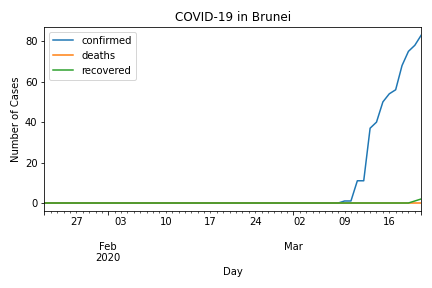 COVID-19 in Brunei
confirmed
deaths
recovered
Number of Cases
80
60
40
20
0
27 03 10 17 24 02 09 16
Feb Mar
2020
Day